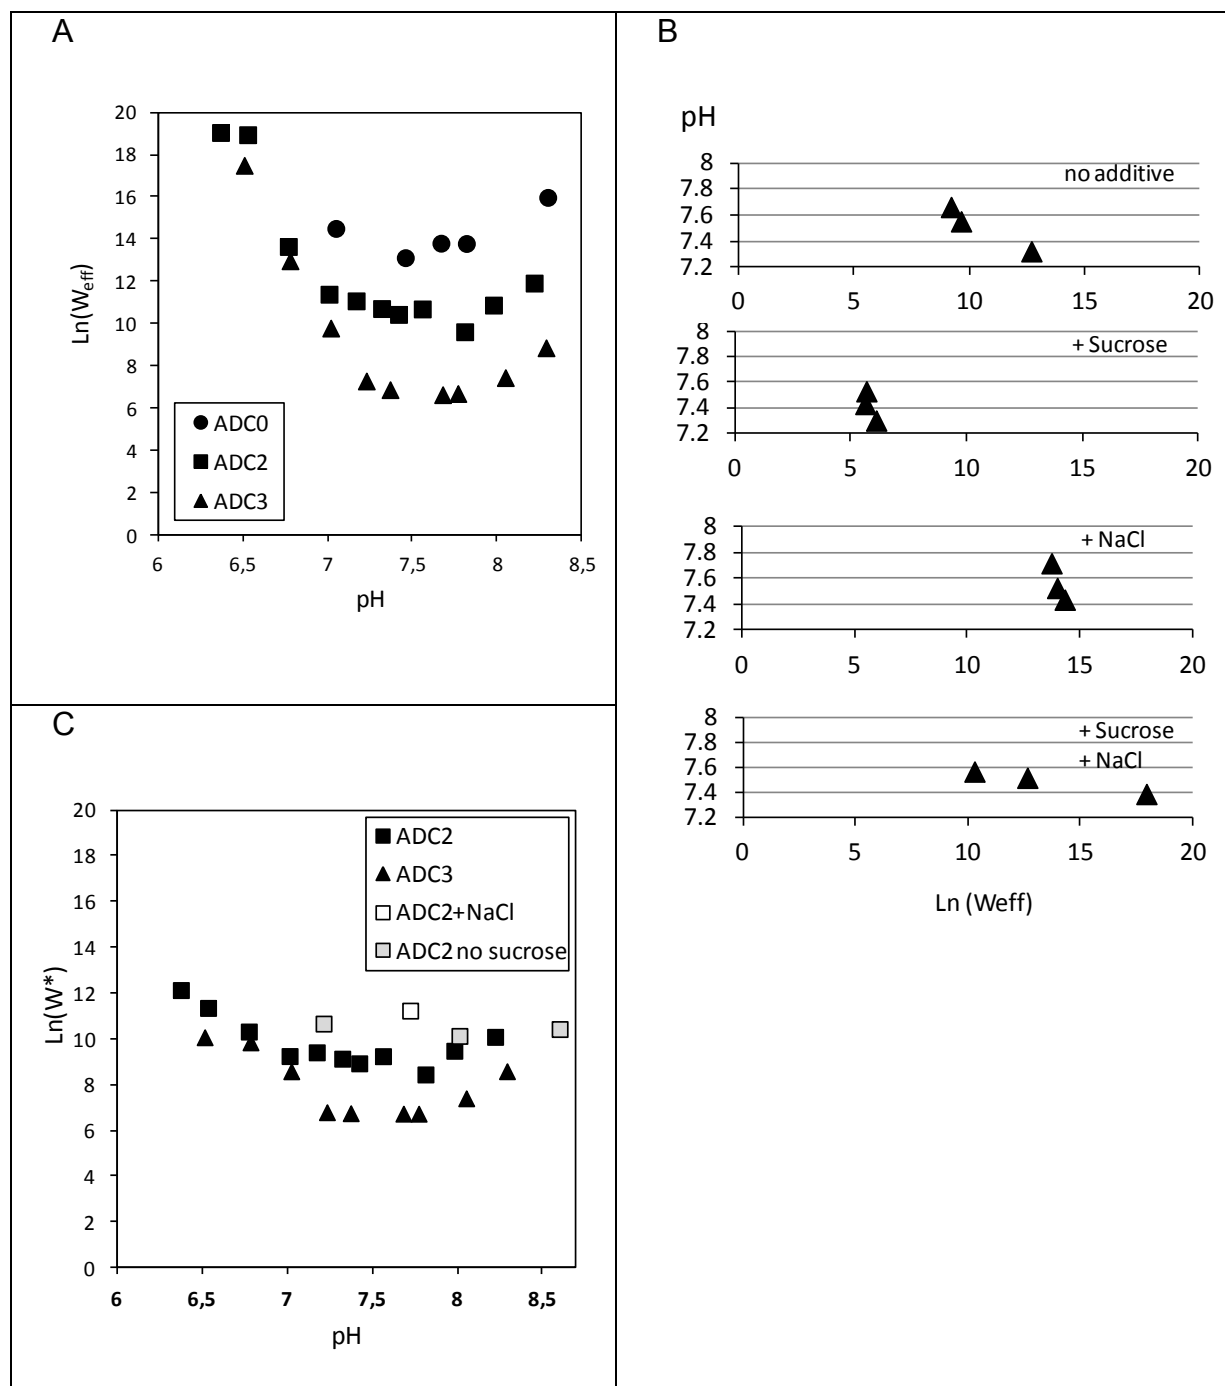 A
20
18
16
14
12
10
8
6
4
2
0
Ln(Weff)
ADC0
ADC2
ADC3
6 6,5 7 7,5 8 8,5
pH
B
pH
8
7.8
7.6
7.4
7.2
no additive
0 5 10 15 20
8
7.8
7.6
7.4
7.2
+ Sucrose
0 5 10 15 20
8
7.8
7.6
7.4
7.2
+ NaCl
0 5 10 15 20
8
7.8
7.6
7.4
7.2
+ Sucrose
+ NaCl
0 5 10 15 20
Ln (Weff)
C
20
18
16
14
12
10
8
6
4
2
0
Ln(W*)
ADC2
ADC3
ADC2+NaCl
ADC2 no sucrose
6 6,5 7 7,5 8 8,5
pH